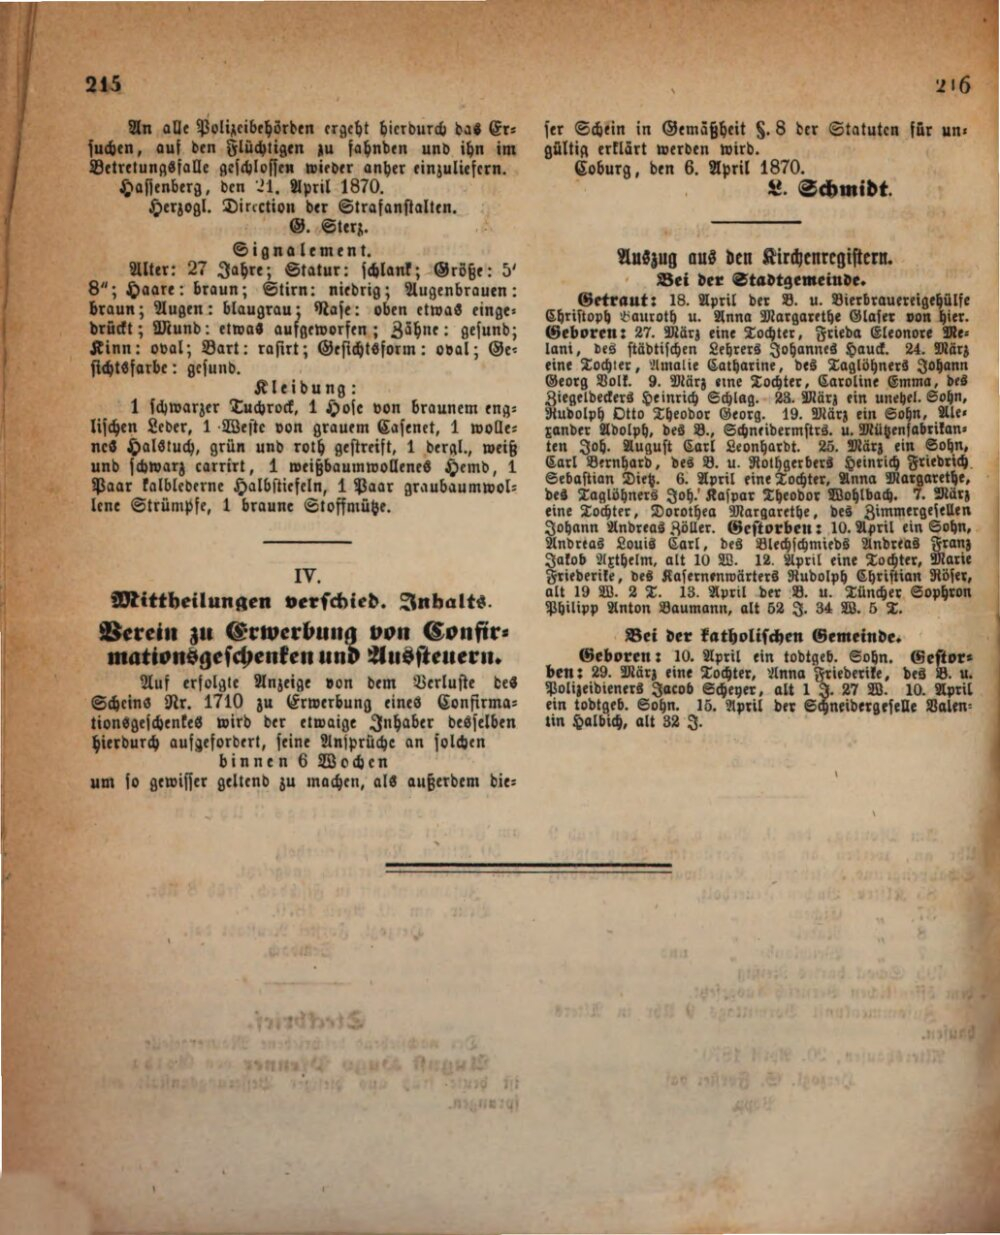 215
An alle Polizeibehörden ergeht hierdurch das Er-
suchen, auf den Flüchtigen zu fahnden und ihn im
Betretungsfalle geschlossen wieder anher einzuliefern.
Hassenberg, den 21. April 1870.
Herzogl. Direction der Strafanstalten.
G. Sterz.
Signalement.
Alter: 27 Jahre; Statur: schlank; Größe: 5'
8"; Haare: braun; Stirn: niedrig; Augenbrauen:
braun; Augen: blaugrau; Nase: oben etwas einge-
drückt; Mund: etwas aufgeworfen; Zähne: gesund;
Kinn: oval; Bart: rasirt; Gesichtsform: oval; Ge-
sichtsfarbe: gesund.
Kleidung:
1 schwarzer Tuchrock, 1 Hose von braunem eng-
lischen Leder, 1 Weste von grauem Casenet, 1 wolle-
nes Halstuch, grün und roth gestreift, 1 dergl., weiß
und schwarz carrirt, 1 weißbaumwollenes Hemd, 1
Paar kalblederne Halbstiefeln, 1 Paar graubaumwol-
lene Strümpfe, 1 braune Stoffmütze.
IV.
Mittheilungen verschied. Inhalts.
Verein zu Erwerbung von Confir-
mationsgeschenken und Aussteuern.
Auf erfolgte Anzeige von dem Verluste des
Scheins Nr. 1710 zu Erwerbung eines Confirma-
tionsgeschenkes wird der etwaige Inhaber desselben
hierdurch aufgefordert, seine Ansprüche an solchen
binnen 6 Wochen
um so gewisser geltend zu machen, als außerdem die-
216
ser Schein in Gemäßheit §. 8 der Statuten für un-
gültig erklärt werden wird.
Coburg, den 6. April 1870.
L. Schmidt.
Auszug aus den Kirchenregistern.
Bei der Stadtgemeinde.
Getraut: 18. April der B. u. Bierbrauereigehülfe
Christoph Bauroth u. Anna Margarethe Glaser von hier.
Geboren: 27. März eine Tochter, Frieda Eleonore Me-
lani, des städtischen Lehrers Johannes Hauck. 24. März
eine Tochter, Amalie Catharine, des Taglöhners Johann
Georg Volk. 9. März eine Tochter, Caroline Emma, des
Ziegeldeckers Heinrich Schlag. 28. März ein unehel. Sohn,
Rudolph Otto Theodor Georg. 19. März ein Sohn, Ale-
xander Adolph, des B., Schneidermstrs. u. Mützenfabrikan-
ten Joh. August Carl Leonhardt. 25. März ein Sohn,
Carl Bernhard, des B. u. Rothgerbers Heinrich Friedrich
Sebastian Dietz. 6. April eine Tochter, Anna Margarethe,
des Taglöhners Joh. Kaspar Theodor Wohlbach. 7. März
eine Tochter, Dorothea Margarethe, des Zimmergesellen
Johann Andreas Zöller. Gestorben: 10. April ein Sohn,
Andreas Louis Carl, des Blechschmieds Andreas Franz
Jakob Arthelm, alt 10 W. 12. April eine Tochter, Marie
Friederike, des Kasernenwärters Rudolph Christian Röser,
alt 19 W. 2 T. 13. April der B. u. Tüncher Sophron
Philipp Anton Baumann, alt 52 J. 34 W. 5 T.
Bei der katholischen Gemeinde.
Geboren: 10. April ein todtgeb. Sohn. Gestor-
ben: 29. März eine Tochter, Anna Friederike, des B. u.
Polizeidieners Jacob Scheyer, alt 1 J. 27 W. 10. April
ein todtgeb. Sohn. 15. April der Schneidergeselle Valen-
tin Halbich, alt 32 J.